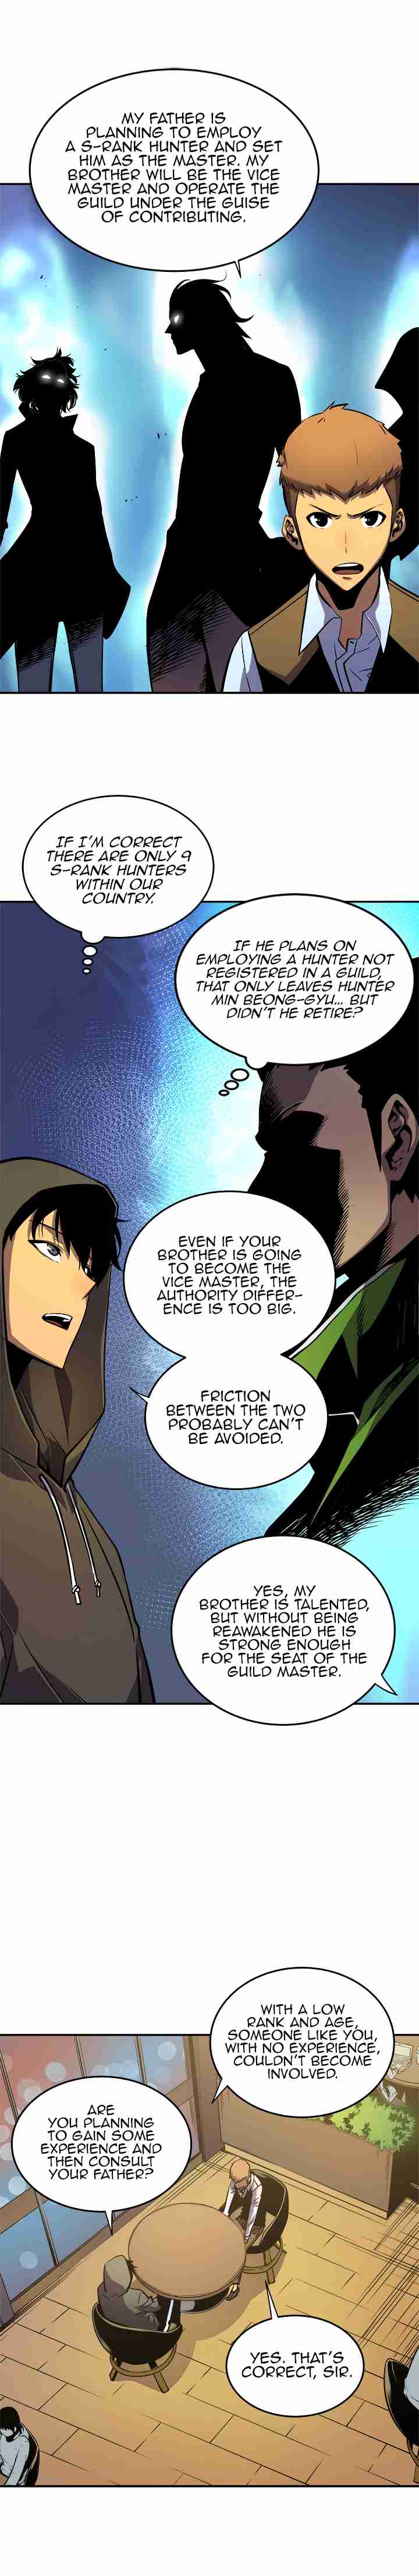 MY FATHER IS
PLANNING TO EMPLOY
A S-RANK HUNTER AND SET
HIM AS THE MASTER. MY
BROTHER WILL BE THE VICE
MASTER AND OPERATE THE
GUILD UNDER THE GUISE
OF CONTRIBUTING.
IF I'M CORRECT
THERE ARE ONLY 9
S-RANK HUNTERS
WITHIN OUR
COUNTRY.
IF HE PLANS ON
EMPLOYING A HUNTER NOT
REGISTERED IN A GUILD,
THAT ONLY LEAVES HUNTER
MIN BEONG-GYU... BUT
DIDN'T HE RETIRE?
EVEN IF YOUR
BROTHER IS GOING
TO BECOME THE
VICE MASTER, THE
AUTHORITY DIFFER-
ENCE IS TOO BIG.
FRICTION
BETWEEN THE TWO
PROBABLY CAN'T
BE AVOIDED.
YES, MY
BROTHER IS TALENTED,
BUT WITHOUT BEING
REAWAKENED HE IS
STRONG ENOUGH
FOR THE SEAT OF THE
GUILD MASTER.
WITH A LOW
RANK AND AGE,
SOMEONE LIKE YOU,
WITH NO EXPERIENCE,
COULDN'T BECOME
INVOLVED.
ARE
YOU PLANNING
TO GAIN SOME
EXPERIENCE AND
THEN CONSULT
YOUR FATHER?
YES. THAT'S
CORRECT, SIR.